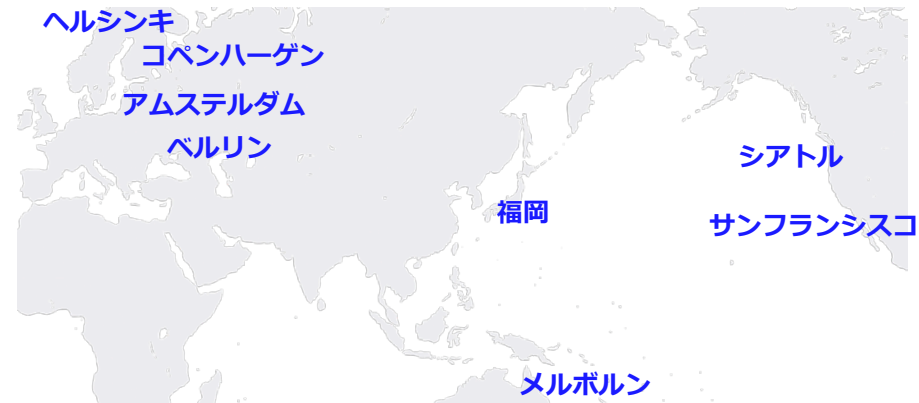 ヘルシンキ
コペンハーゲン
アムステルダム
ベルリン
シアトル
福岡
サンフランシスコ
メルボルン